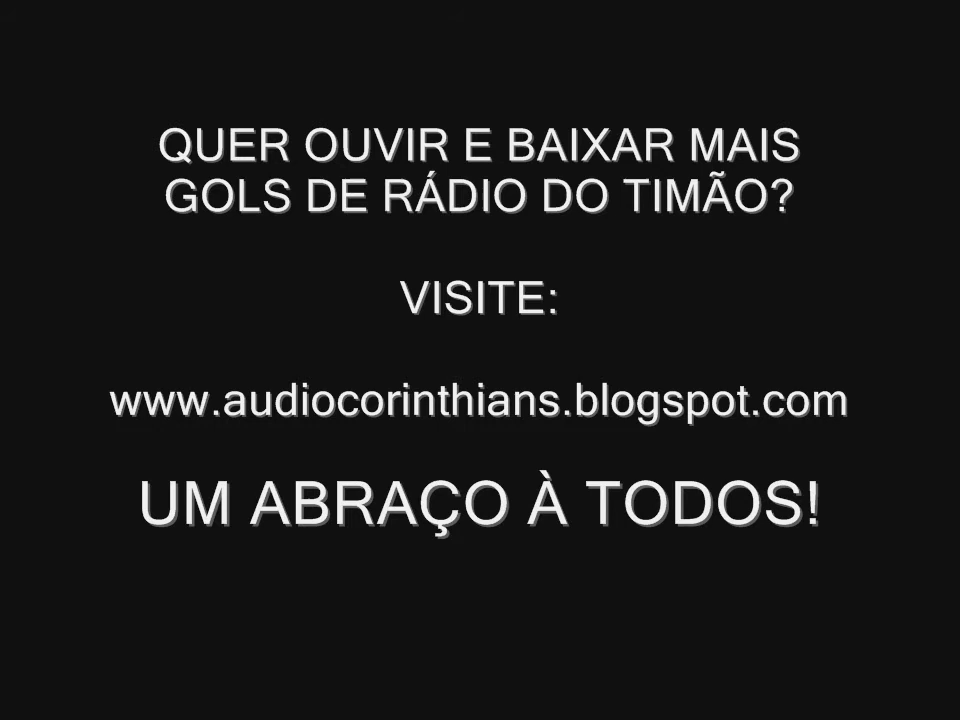 QUER OUVIR E BAIXAR MAIS
GOLS DE RÁDIO DO TIMÃO?
VISITE:
www.audiocorinthians.blogspot.com
UM ABRAÇO À TODOS!